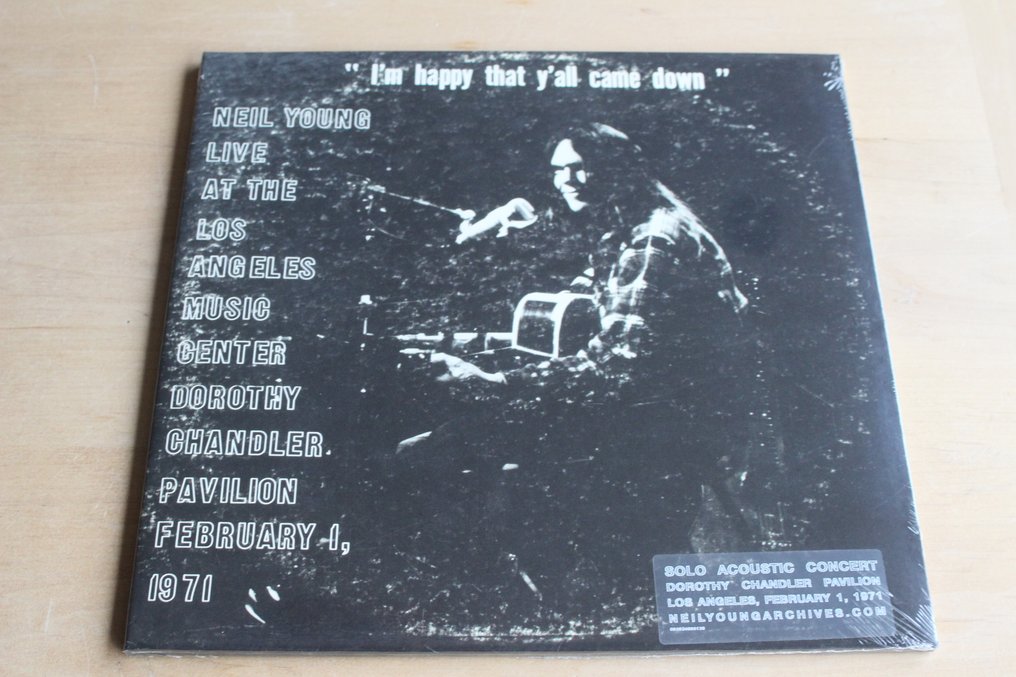 " I'm happy that y'all came down "
NEIL YOUNG
LIVE
AT THE
LOS
ANGELES
MUSIC
CENTER
DOROTHY
CHANDLER
PAVILION
FEBRUARY 1,
1971
SOLO ACOUSTIC CONCERT
DOROTHY CHANDLER PAVILION
LOS ANGELES, FEBRUARY 1, 1971
NEILYOUNGARCHIVES.COM